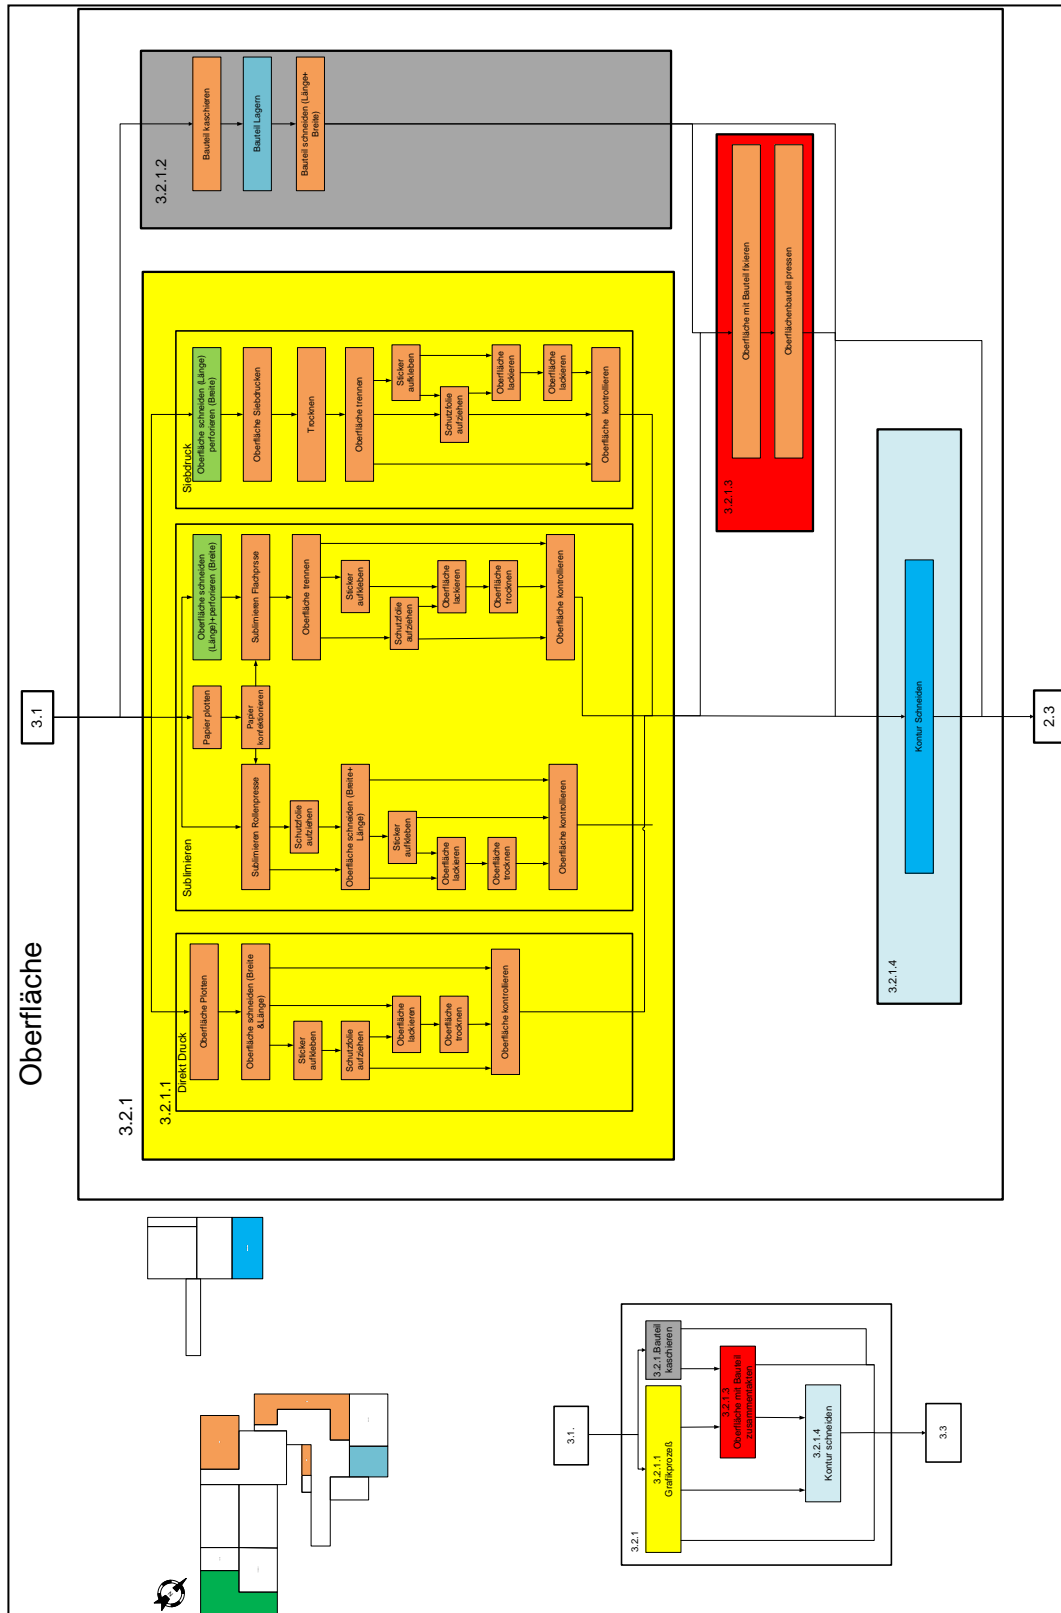 Oberfläche
3.1
3.2.1
3.2.1.1
Direkt Druck
Oberfläche Plotten
Oberfläche schneiden (Breite
&Länge)
Sticker
aufkleben
Schutzfolie
aufziehen
Oberfläche
lackieren
Oberfläche
trocknen
Oberfläche kontrollieren
Sublimieren
Papier plotten
Papier
konfektionieren
Sublimieren Rollenpresse
Schutzfolie
aufziehen
Oberfläche schneiden (Breite+
Länge)
Sticker
aufkleben
Oberfläche
lackieren
Oberfläche
trocknen
Oberfläche kontrollieren
Oberfläche schneiden
(Länge)+perforieren (Breite)
Sublimieren Flachprsse
Oberfläche trennen
Sticker
aufkleben
Schutzfolie
aufziehen
Oberfläche
lackieren
Oberfläche
trocknen
Oberfläche kontrollieren
Siebdruck
Oberfläche schneiden (Länge)
perforieren (Breite)
Oberfläche Siebdrucken
Trocknen
Oberfläche trennen
Sticker
aufkleben
Schutzfolie
aufziehen
Oberfläche
lackieren
Oberfläche
lackieren
Oberfläche kontrollieren
3.2.1.2
Bauteil kaschieren
Bauteil Lagern
Bauteil schneiden (Länge+
Breite)
3.2.1.3
Oberfläche mit Bauteil fixieren
Oberflächenbauteil pressen
3.2.1.4
Kontur Schneiden
2.3
3.1.
3.2.1
3.2.1.1
Grafikprozeß
3.2.1.Bauteil
kaschieren
3.2.1.3
Oberfläche mit Bauteil
zusammentakten
3.2.1.4
Kontur schneiden
3.3